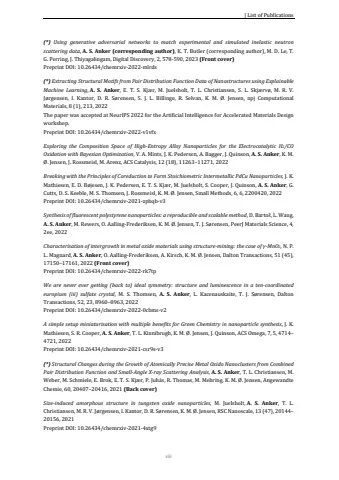 | List of Publications
(*) Using generative adversarial networks to match experimental and simulated inelastic neutron
scattering data, A. S. Anker (corresponding author), K. T. Butler (corresponding author), M. D. Le, T.
G. Perring, J. Thiyagalingam, Digital Discovery, 2, 578-590, 2023 (Front cover)
Preprint DOI: 10.26434/chemrxiv-2022-mlrds
(*) Extracting Structural Motifs from Pair Distribution Function Data of Nanostructures using Explainable
Machine Learning, A. S. Anker, E. T. S. Kjær, M. Juelsholt, T. L. Christiansen, S. L. Skjærvø, M. R. V.
Jørgensen, I. Kantor, D. R. Sørensen, S. J. L. Billinge, R. Selvan, K. M. Ø. Jensen, npj Computational
Materials, 8 (1), 213, 2022
The paper was accepted at NeurIPS 2022 for the Artificial Intelligence for Accelerated Materials Design
workshop.
Preprint DOI: 10.26434/chemrxiv-2022-v1vfs
Exploring the Composition Space of High-Entropy Alloy Nanoparticles for the Electrocatalytic H₂/CO
Oxidation with Bayesian Optimization, V. A. Mints, J. K. Pedersen, A. Bagger, J. Quinson, A. S. Anker, K. M.
Ø. Jensen, J. Rossmeisl, M. Arenz, ACS Catalysis, 12 (18), 11263–11271, 2022
Breaking with the Principles of Coreduction to Form Stoichiometric Intermetallic PdCu Nanoparticles, J. K.
Mathiesen, E. D. Bøjesen, J. K. Pedersen, E. T. S. Kjær, M. Juelsholt, S. Cooper, J. Quinson, A. S. Anker, G.
Cutts, D. S. Keeble, M. S. Thomsen, J. Rossmeisl, K. M. Ø. Jensen, Small Methods, 6, 6, 2200420, 2022
Preprint DOI: 10.26434/chemrxiv-2021-zpbqb-v3
Synthesis of fluorescent polystyrene nanoparticles: a reproducible and scalable method, D. Bartoš, L. Wang,
A. S. Anker, M. Rewers, O. Aalling-Frederiksen, K. M. Ø. Jensen, T. J. Sørensen, PeerJ Materials Science, 4,
2ee, 2022
Characterisation of intergrowth in metal oxide materials using structure-mining: the case of γ-MnO₂, N. P.
L. Magnard, A. S. Anker, O. Aalling-Frederiksen, A. Kirsch, K. M. Ø. Jensen, Dalton Transactions, 51 (45),
17150–17161, 2022 (Front cover)
Preprint DOI: 10.26434/chemrxiv-2022-rk7tp
We are never ever getting (back to) ideal symmetry: structure and luminescence in a ten-coordinated
europium (iii) sulfate crystal, M. S. Thomsen, A. S. Anker, L. Kacenauskaite, T. J. Sørensen, Dalton
Transactions, 52, 23, 8960-8963, 2022
Preprint DOI: 10.26434/chemrxiv-2022-0cbms-v2
A simple setup miniaturization with multiple benefits for Green Chemistry in nanoparticle synthesis, J. K.
Mathiesen, S. R. Cooper, A. S. Anker, T. L. Kinnibrugh, K. M. Ø. Jensen, J. Quinson, ACS Omega, 7, 5, 4714–
4721, 2022
Preprint DOI: 10.26434/chemrxiv-2021-csr9s-v3
(*) Structural Changes during the Growth of Atomically Precise Metal Oxido Nanoclusters from Combined
Pair Distribution Function and Small-Angle X-ray Scattering Analysis, A. S. Anker, T. L. Christiansen, M.
Weber, M. Schmiele, E. Brok, E. T. S. Kjær, P. Juhás, R. Thomas, M. Mehring, K. M. Ø. Jensen, Angewandte
Chemie, 60, 20407–20416, 2021 (Back cover)
Size-induced amorphous structure in tungsten oxide nanoparticles, M. Juelsholt, A. S. Anker, T. L.
Christiansen, M. R. V. Jørgensen, I. Kantor, D. R. Sørensen, K. M. Ø. Jensen, RSC Nanoscale, 13 (47), 20144–
20156, 2021
Preprint DOI: 10.26434/chemrxiv-2021-4stg9
viii